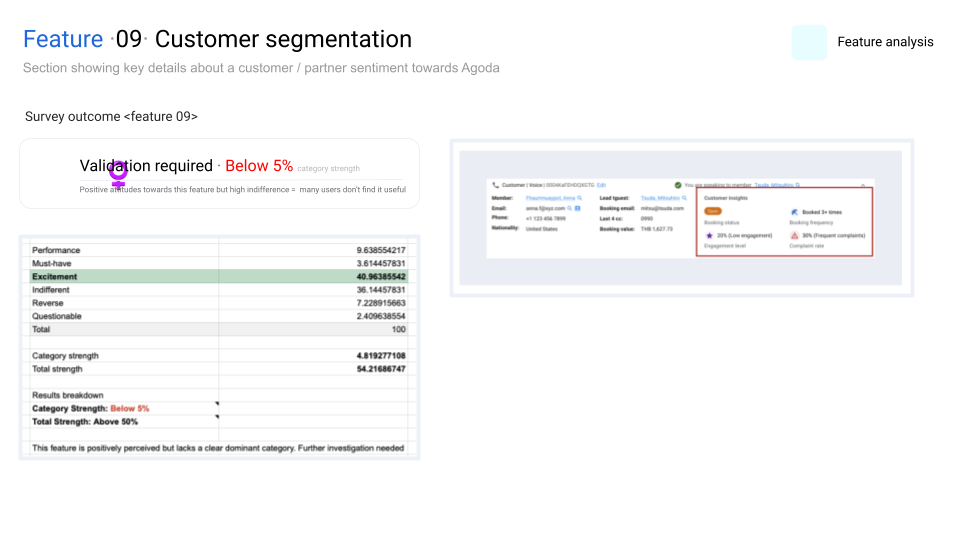 Feature ·09· Customer segmentation
Feature analysis
Section showing key details about a customer / partner sentiment towards Agoda
Survey outcome <feature 09>
Validation required · Below 5% category strength
Positive attitudes towards this feature but high indifference = many users don't find it useful
Performance 9.638554217
Must-have 3.614457831
Excitement 40.96385542
Indifferent 36.14457831
Reverse 7.228915663
Questionable 2.409638554
Total 100
Category strength 4.819277108
Total strength 54.21686747
Results breakdown
Category Strength: Below 5%
Total Strength: Above 50%
This feature is positively perceived but lacks a clear dominant category. Further investigation needed
Customer | Voice | Edit
You are speaking to member
Member:
Lead guest:
Customer insights
Email: Booking email: mitsu@tsuda.com
Phone: +1 123 456 7899 Last 4 cc: 0990
Nationality: United States Booking value: THB 1,627.73
Booked 3+ times
Booking status Booking frequency
20% (Low engagement) 30% (Frequent complaints)
Engagement level Complaint rate